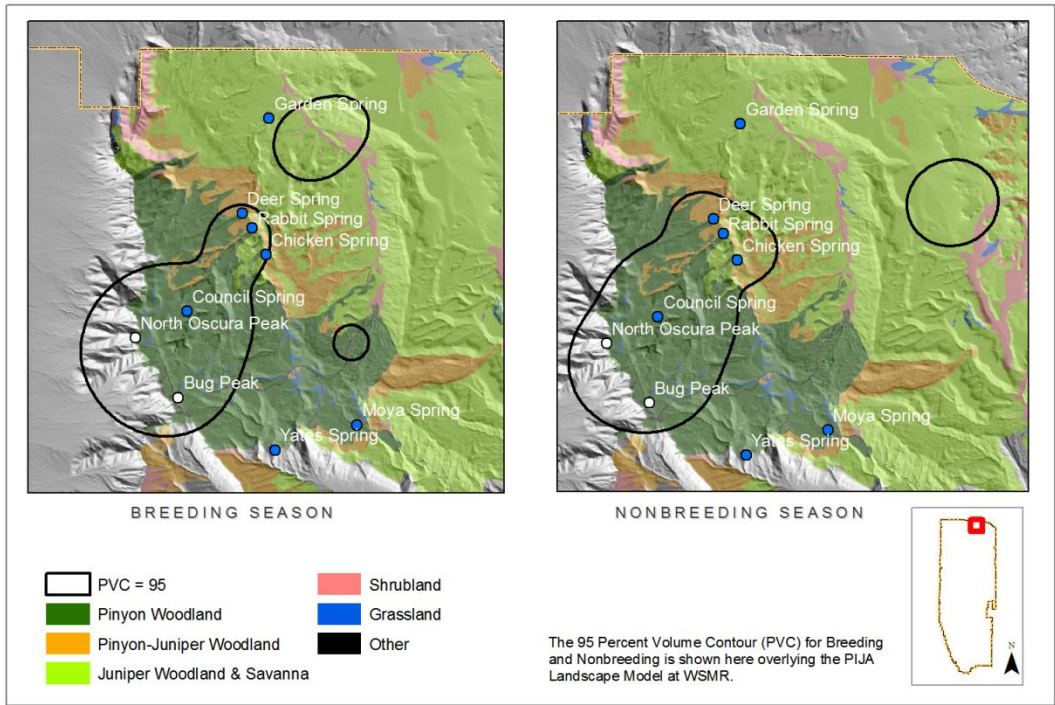 Garden Spring
Deer Spring
Rabbit Spring
Chicken Spring
Council Spring
North Oscura Peak
Bug Peak
Moya Spring
Yates Spring
BREEDING SEASON
Garden Spring
Deer Spring
Rabbit Spring
Chicken Spring
Council Spring
North Oscura Peak
Bug Peak
Moya Spring
Yates Spring
NONBREEDING SEASON
PVC = 95
Pinyon Woodland
Pinyon-Juniper Woodland
Juniper Woodland & Savanna
Shrubland
Grassland
Other
The 95 Percent Volume Contour (PVC) for Breeding
and Nonbreeding is shown here overlying the PIJA
Landscape Model at WSMR.
N